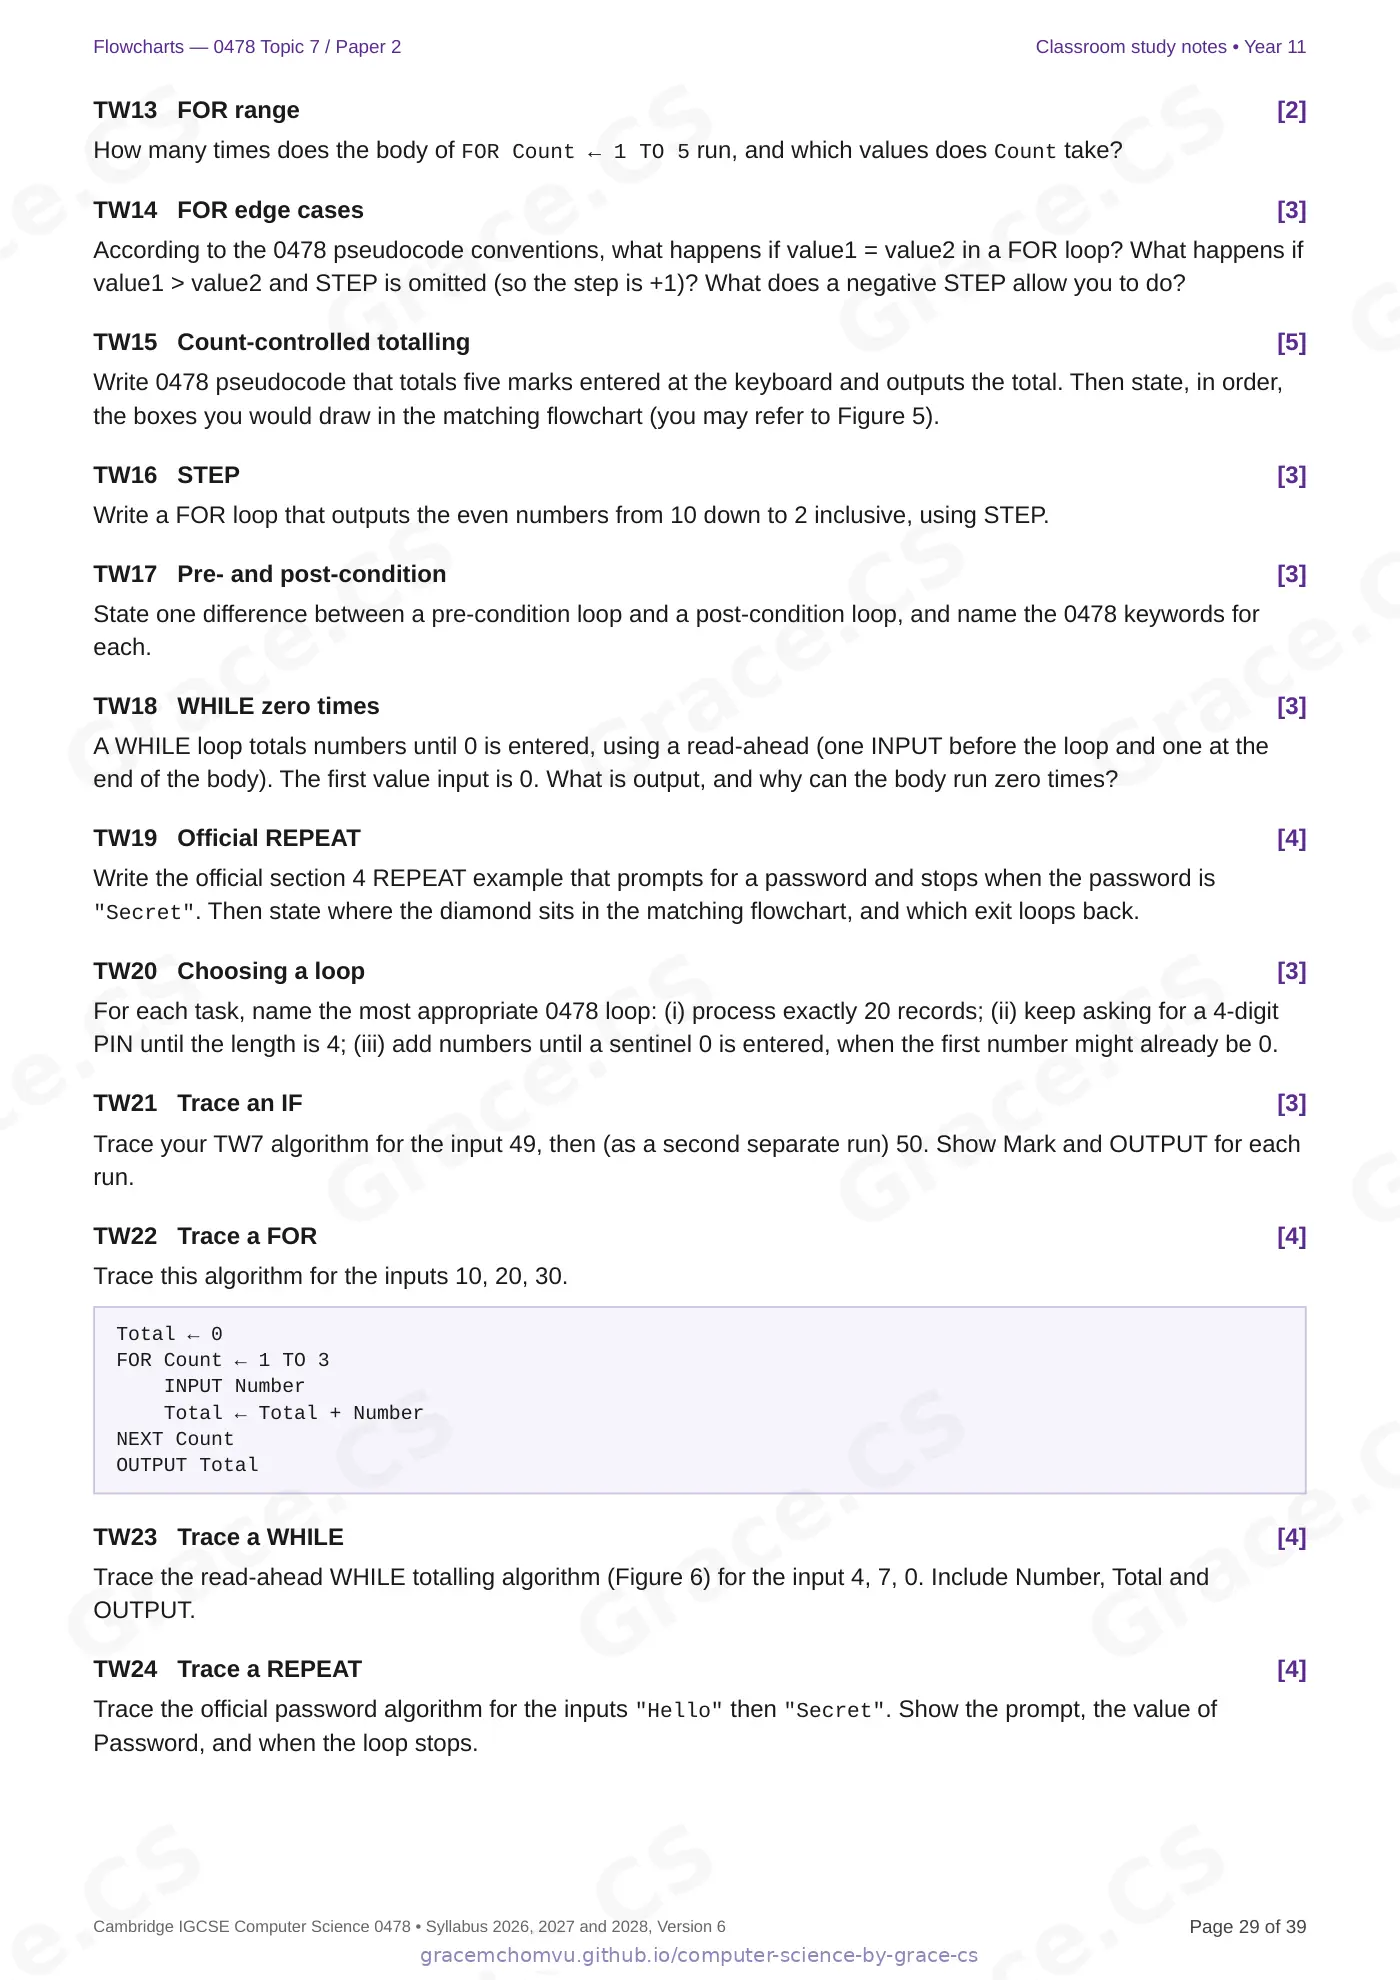 Flowcharts — 0478 Topic 7 / Paper 2 Classroom study notes • Year 11
TW13 FOR range [2]
How many times does the body of FOR Count ← 1 TO 5 run, and which values does Count take?
TW14 FOR edge cases [3]
According to the 0478 pseudocode conventions, what happens if value1 = value2 in a FOR loop? What happens if
value1 > value2 and STEP is omitted (so the step is +1)? What does a negative STEP allow you to do?
TW15 Count-controlled totalling [5]
Write 0478 pseudocode that totals five marks entered at the keyboard and outputs the total. Then state, in order,
the boxes you would draw in the matching flowchart (you may refer to Figure 5).
TW16 STEP [3]
Write a FOR loop that outputs the even numbers from 10 down to 2 inclusive, using STEP.
TW17 Pre- and post-condition [3]
State one difference between a pre-condition loop and a post-condition loop, and name the 0478 keywords for
each.
TW18 WHILE zero times [3]
A WHILE loop totals numbers until 0 is entered, using a read-ahead (one INPUT before the loop and one at the
end of the body). The first value input is 0. What is output, and why can the body run zero times?
TW19 Official REPEAT [4]
Write the official section 4 REPEAT example that prompts for a password and stops when the password is
"Secret". Then state where the diamond sits in the matching flowchart, and which exit loops back.
TW20 Choosing a loop [3]
For each task, name the most appropriate 0478 loop: (i) process exactly 20 records; (ii) keep asking for a 4-digit
PIN until the length is 4; (iii) add numbers until a sentinel 0 is entered, when the first number might already be 0.
TW21 Trace an IF [3]
Trace your TW7 algorithm for the input 49, then (as a second separate run) 50. Show Mark and OUTPUT for each
run.
TW22 Trace a FOR [4]
Trace this algorithm for the inputs 10, 20, 30.
Total ← 0
FOR Count ← 1 TO 3
    INPUT Number
    Total ← Total + Number
NEXT Count
OUTPUT Total
TW23 Trace a WHILE [4]
Trace the read-ahead WHILE totalling algorithm (Figure 6) for the input 4, 7, 0. Include Number, Total and
OUTPUT.
TW24 Trace a REPEAT [4]
Trace the official password algorithm for the inputs "Hello" then "Secret". Show the prompt, the value of
Password, and when the loop stops.
Cambridge IGCSE Computer Science 0478 • Syllabus 2026, 2027 and 2028, Version 6 Page 29 of 39
gracemchomvu.github.io/computer-science-by-grace-cs
Grace.CS